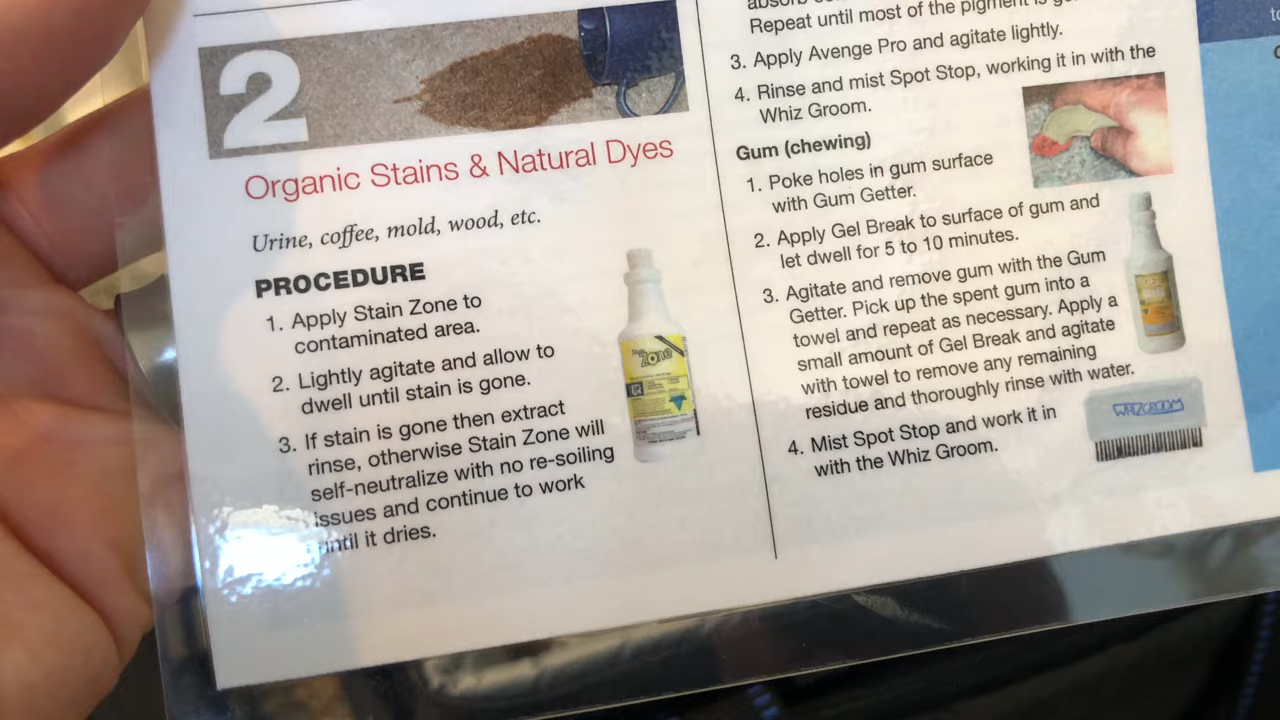 2
Organic Stains & Natural Dyes
Urine, coffee, mold, wood, etc.
PROCEDURE
1. Apply Stain Zone to
contaminated area.
2. Lightly agitate and allow to
dwell until stain is gone.
3. If stain is gone then extract
rinse, otherwise Stain Zone will
self-neutralize with no re-soiling
issues and continue to work
until it dries.
Stain
Zone
Repeat until most of the pigment is
3. Apply Avenge Pro and agitate lightly.
4. Rinse and mist Spot Stop, working it in with the
Whiz Groom.
Gum (chewing)
1. Poke holes in gum surface
with Gum Getter.
2. Apply Gel Break to surface of gum and
let dwell for 5 to 10 minutes.
3. Agitate and remove gum with the Gum
Getter. Pick up the spent gum into a
towel and repeat as necessary. Apply a
small amount of Gel Break and agitate
with towel to remove any remaining
residue and thoroughly rinse with water.
4. Mist Spot Stop and work it in
with the Whiz Groom.
WHIZGROOM